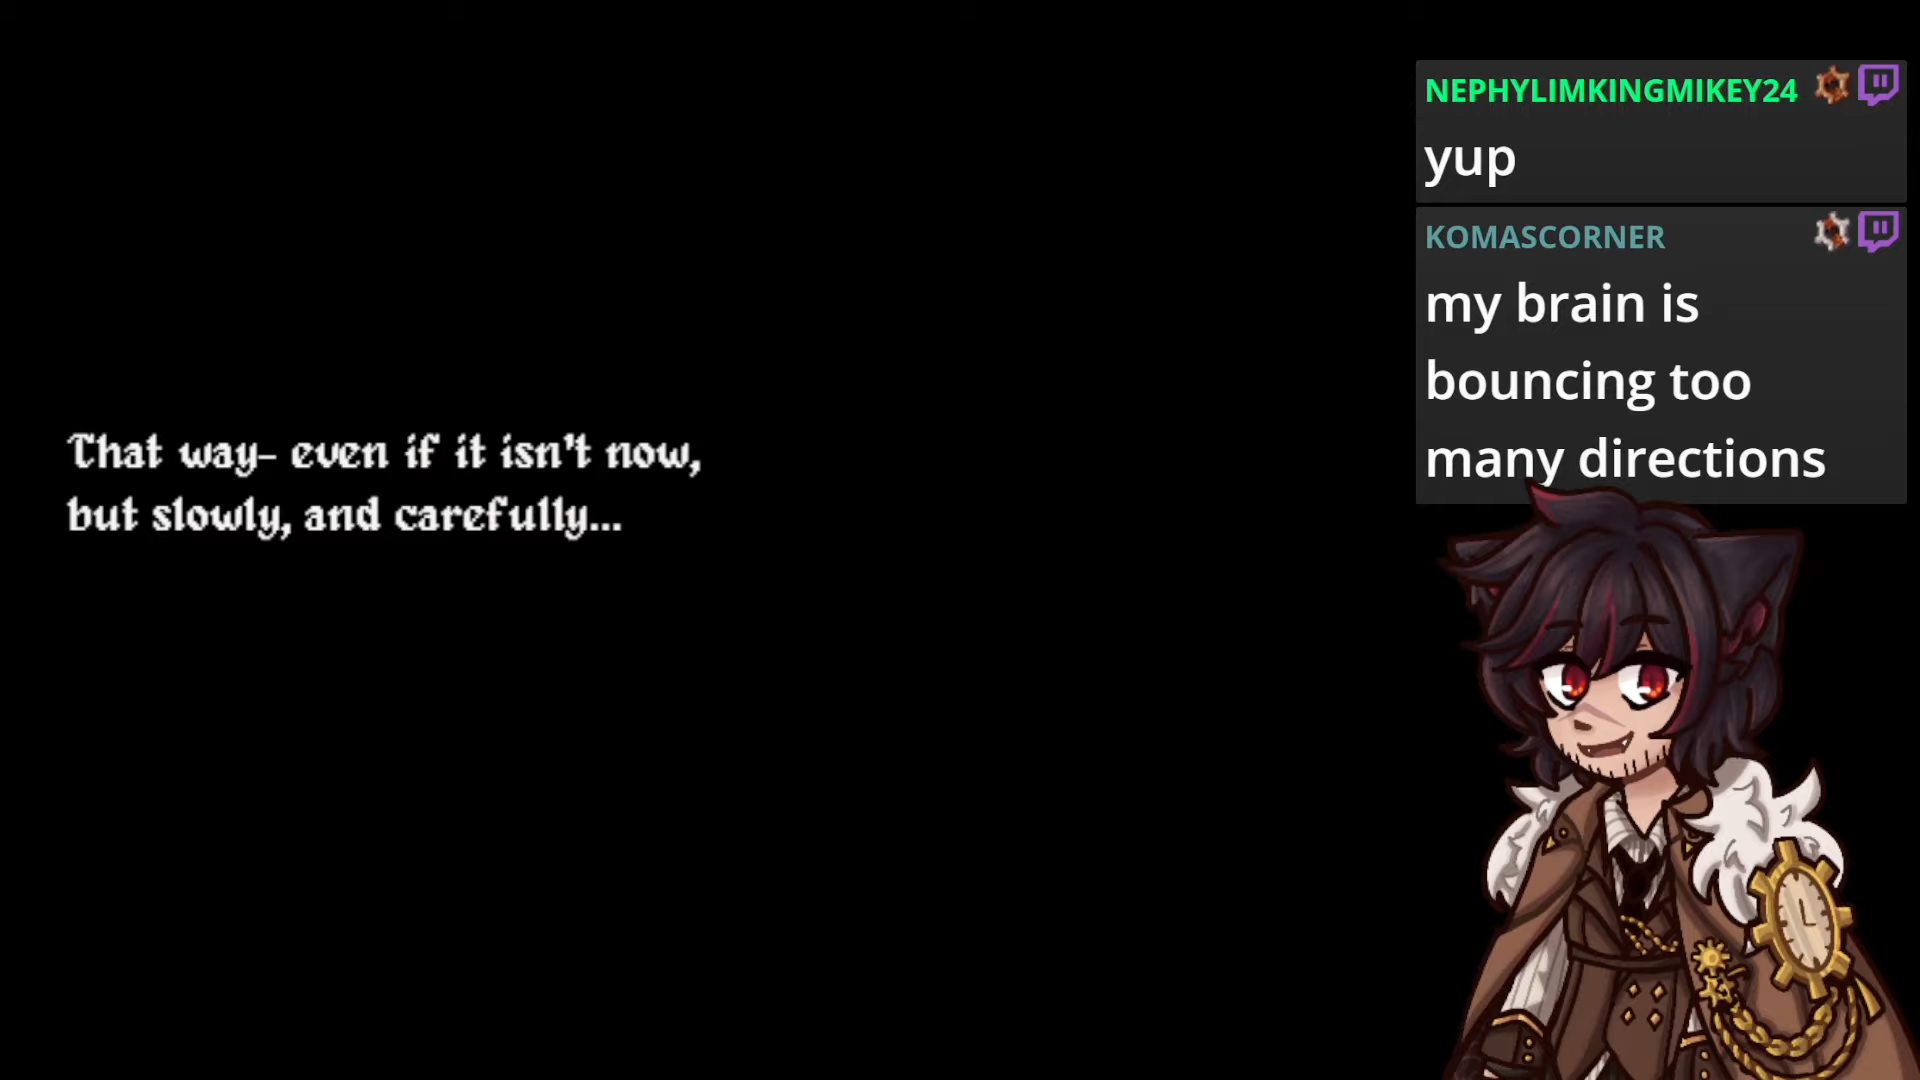 That way- even if it isn't now,
but slowly, and carefully...
NEPHYLIMKINGMIKEY24
yup
KOMASCORNER
my brain is
bouncing too
many directions